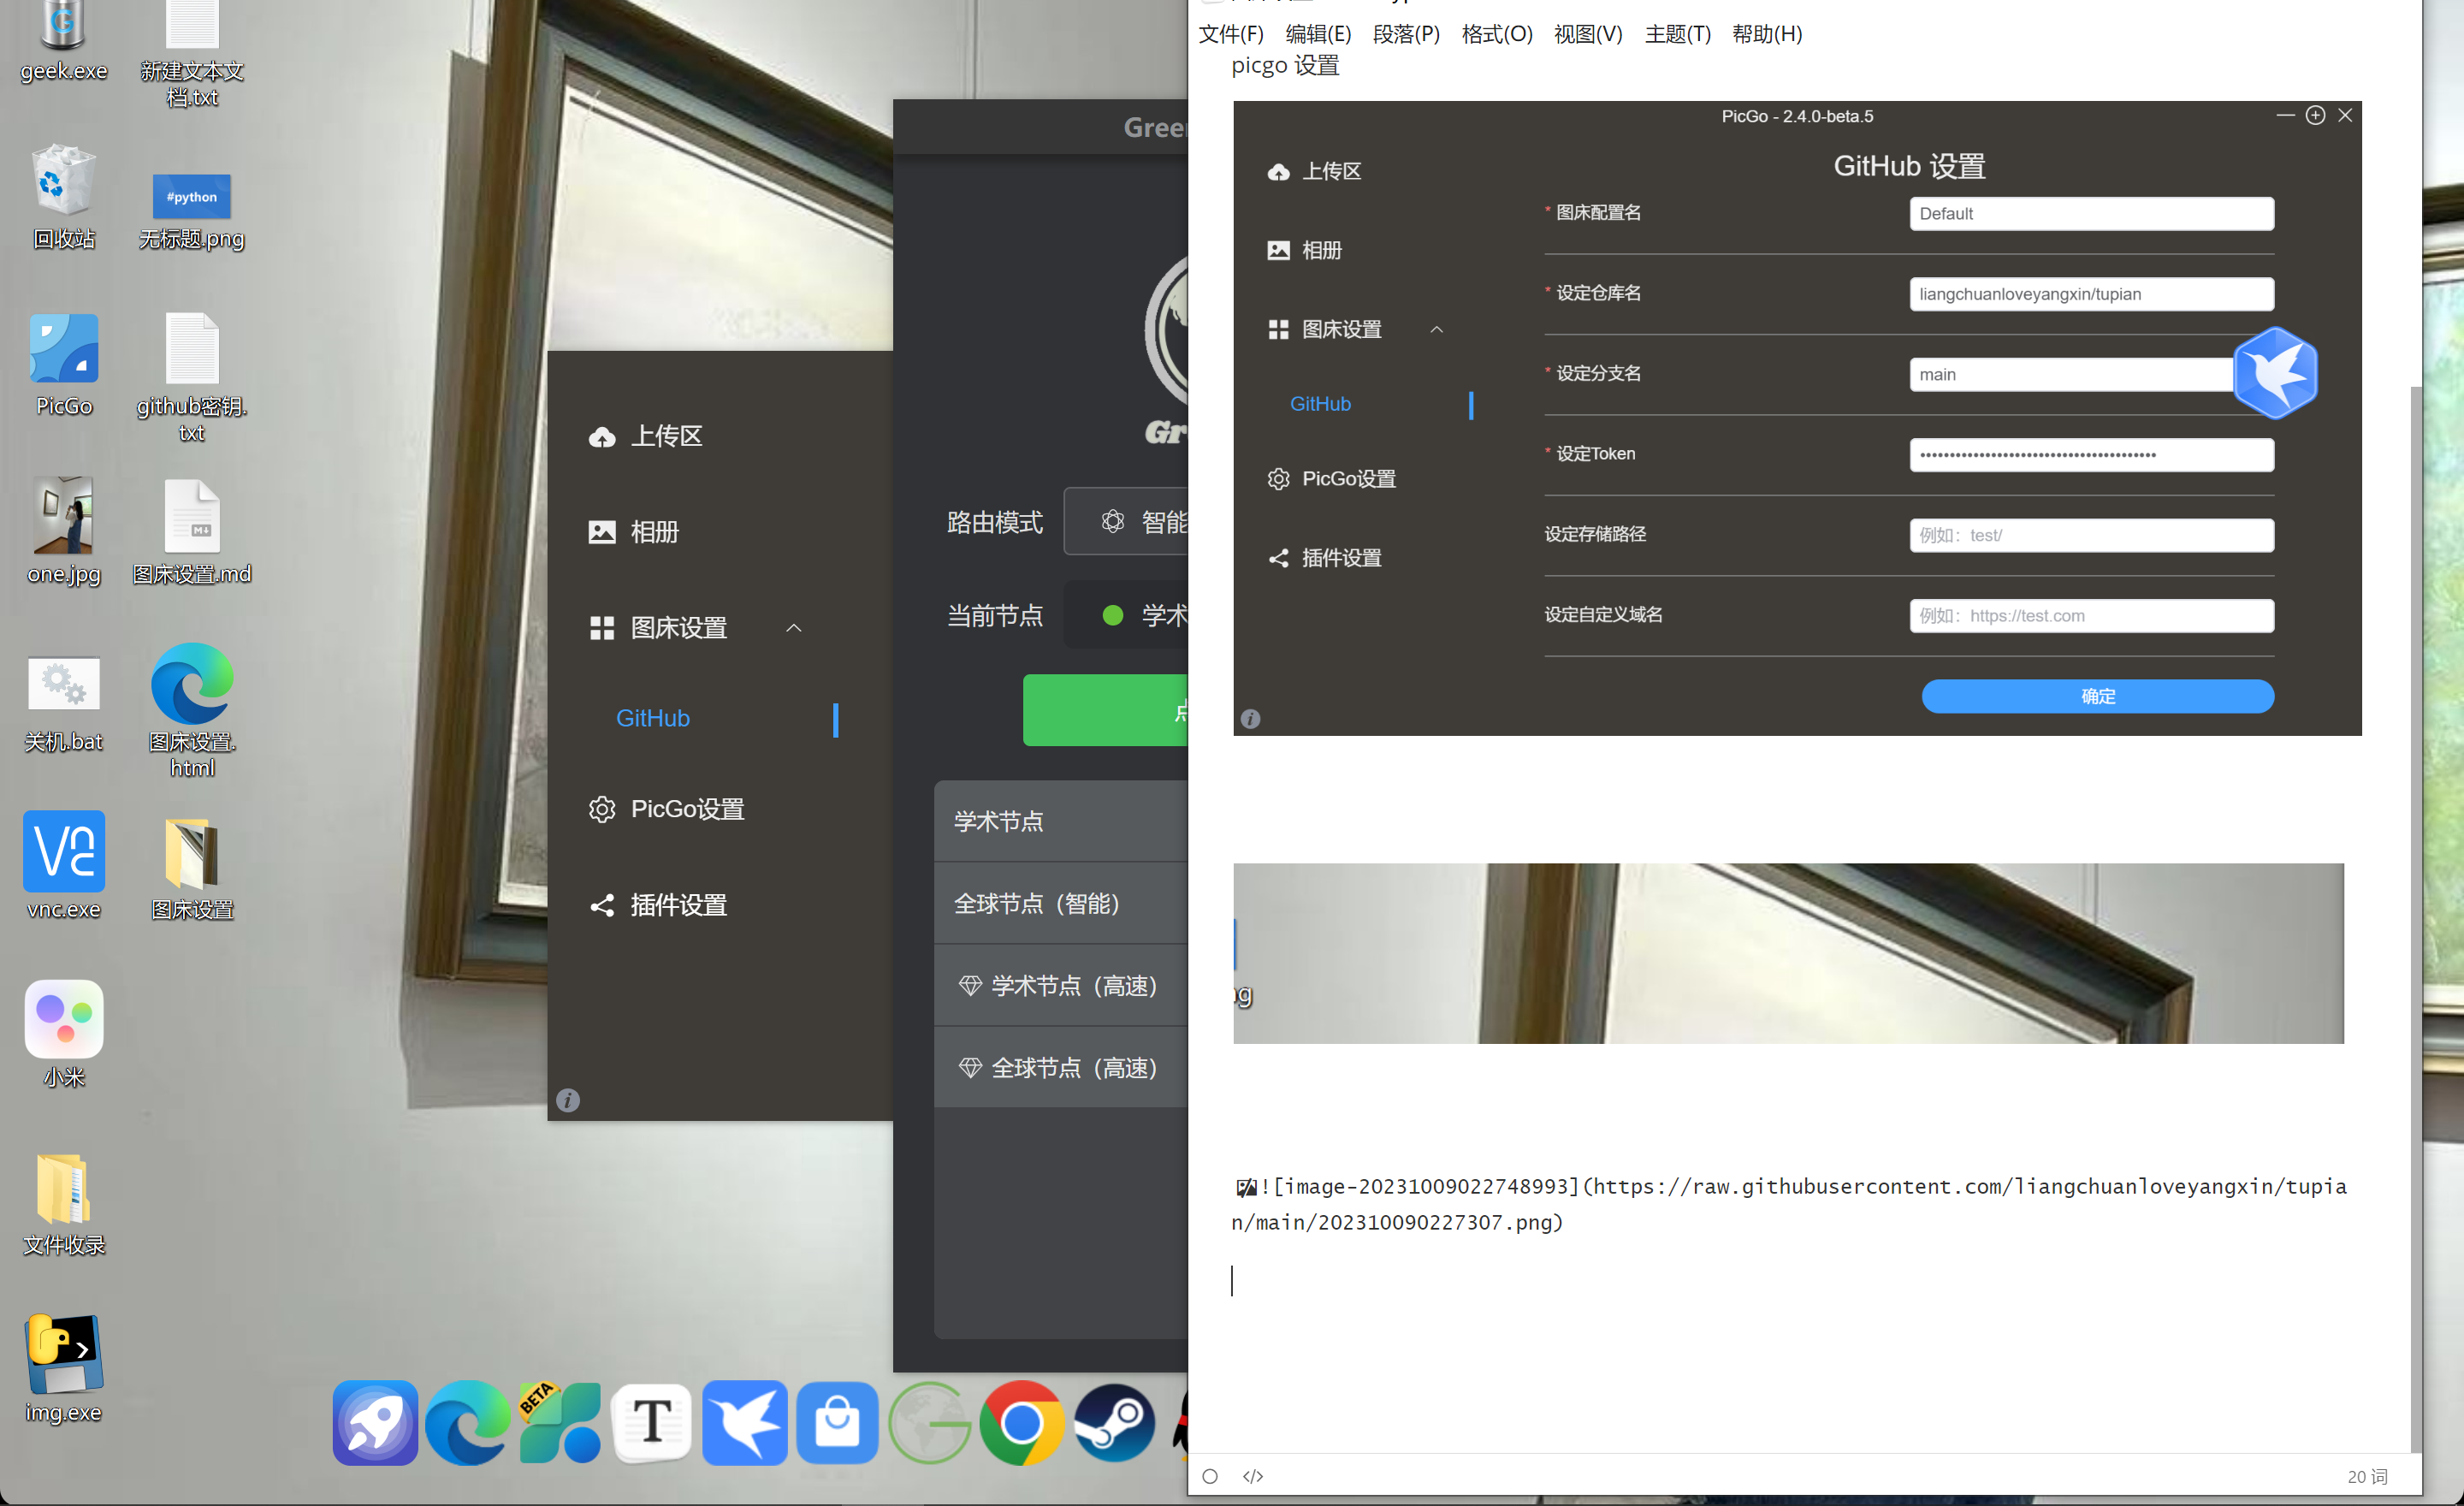 geek.exe
新建文本文
档.txt
回收站
#python
无标题.png
PicGo
github密钥.
txt
one.jpg
M↓
图床设置.md
关机.bat
图床设置.
html
vnc.exe
图床设置
小米
文件收录
img.exe
上传区
相册
图床设置
GitHub
PicGo设置
插件设置
Gree
Gr
路由模式
智能
当前节点
学术
点
学术节点
全球节点（智能）
学术节点（高速）
全球节点（高速）
BETA
T
文件(F) 编辑(E) 段落(P) 格式(O) 视图(V) 主题(T) 帮助(H)
picgo 设置
PicGo - 2.4.0-beta.5
上传区
相册
图床设置
GitHub
PicGo设置
插件设置
GitHub 设置
* 图床配置名 Default
* 设定仓库名 liangchuanloveyangxin/tupian
* 设定分支名 main
* 设定Token
设定存储路径 例如：test/
设定自定义域名 例如：https://test.com
确定
ng
![image-20231009022748993](https://raw.githubusercontent.com/liangchuanloveyangxin/tupia
n/main/202310090227307.png)
</>
20 词